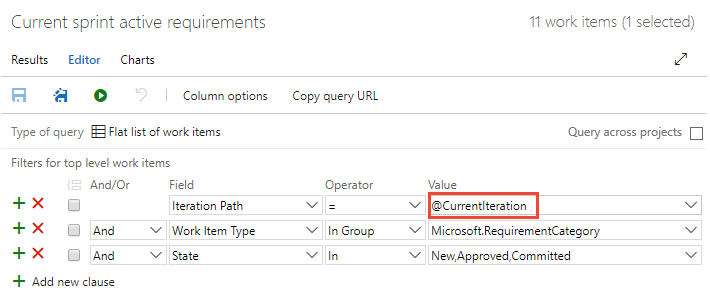 Current sprint active requirements 11 work items (1 selected)
Results Editor Charts
Column options Copy query URL
Type of query Flat list of work items Query across projects
Filters for top level work items
And/Or Field Operator Value
Iteration Path = @CurrentIteration
And Work Item Type In Group Microsoft.RequirementCategory
And State In New,Approved,Committed
Add new clause